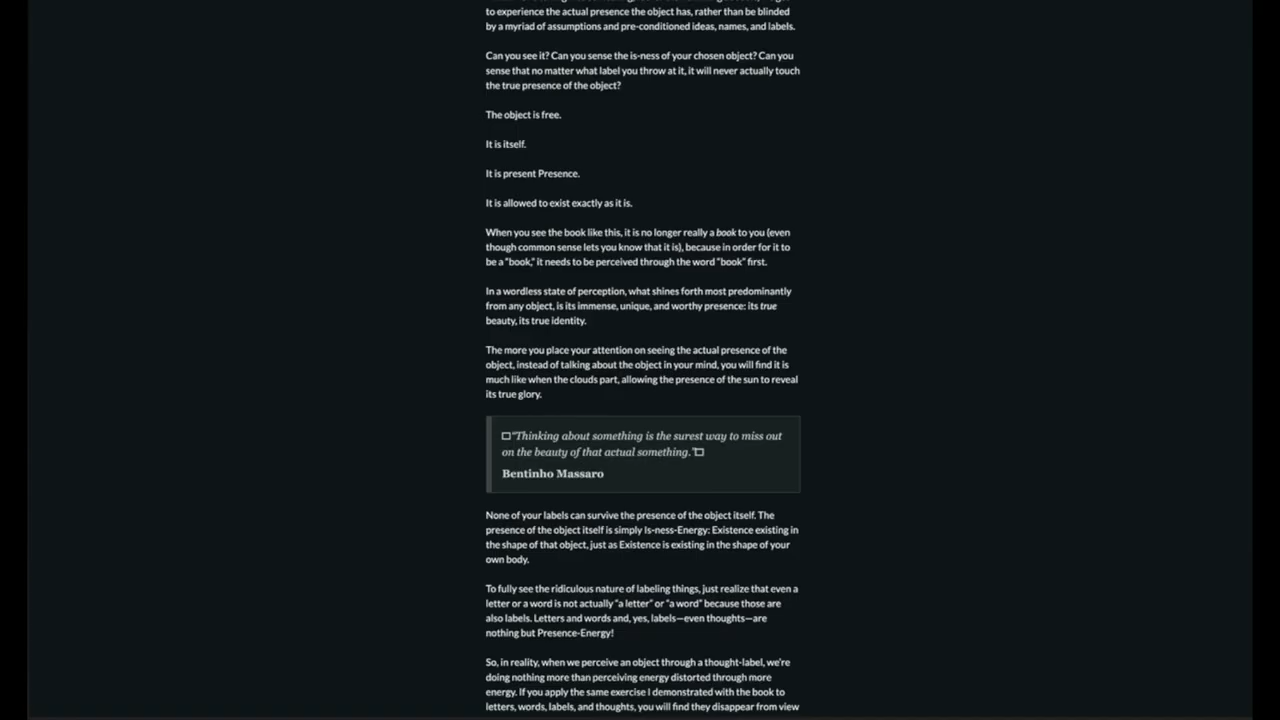 to experience the actual presence the object has, rather than be blinded
by a myriad of assumptions and pre-conditioned ideas, names, and labels.
Can you see it? Can you sense the is-ness of your chosen object? Can you
sense that no matter what label you throw at it, it will never actually touch
the true presence of the object?
The object is free.
It is itself.
It is present Presence.
It is allowed to exist exactly as it is.
When you see the book like this, it is no longer really a book to you (even
though common sense lets you know that it is), because in order for it to
be a "book," it needs to be perceived through the word "book" first.
In a wordless state of perception, what shines forth most predominantly
from any object, is its immense, unique, and worthy presence: its true
beauty, its true identity.
The more you place your attention on seeing the actual presence of the
object, instead of talking about the object in your mind, you will find it is
much like when the clouds part, allowing the presence of the sun to reveal
its true glory.
"Thinking about something is the surest way to miss out
on the beauty of that actual something."
Bentinho Massaro
None of your labels can survive the presence of the object itself. The
presence of the object itself is simply Is-ness-Energy: Existence existing in
the shape of that object, just as Existence is existing in the shape of your
own body.
To fully see the ridiculous nature of labeling things, just realize that even a
letter or a word is not actually "a letter" or "a word" because those are
also labels. Letters and words and, yes, labels—even thoughts—are
nothing but Presence-Energy!
So, in reality, when we perceive an object through a thought-label, we're
doing nothing more than perceiving energy distorted through more
energy. If you apply the same exercise I demonstrated with the book to
letters, words, labels, and thoughts, you will find they disappear from view